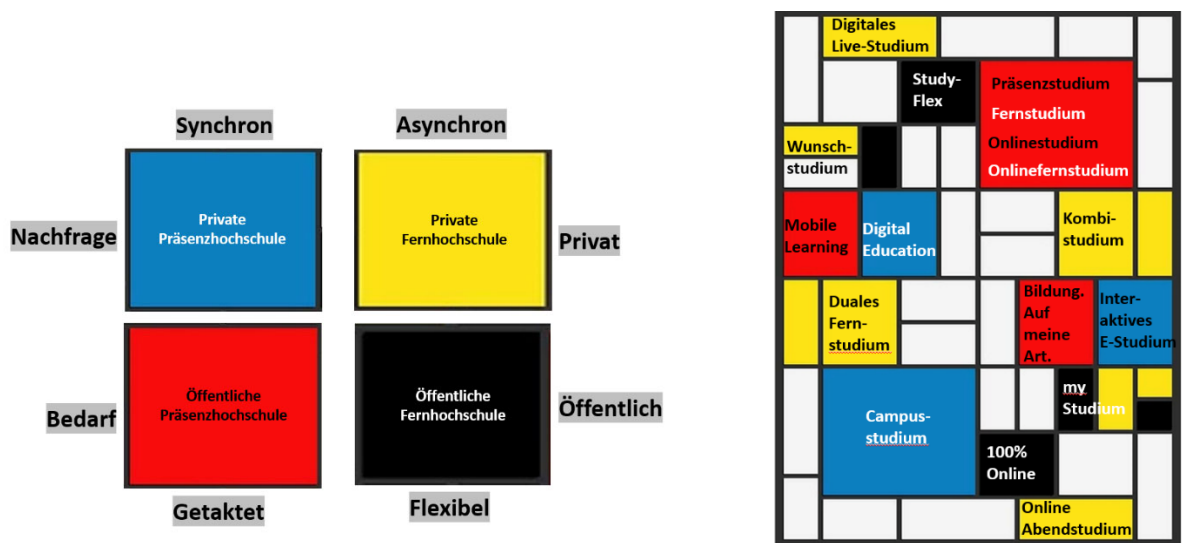 Synchron
Asynchron
Nachfrage
Private
Präsenzhochschule
Private
Fernhochschule
Privat
Bedarf
Öffentliche
Präsenzhochschule
Öffentliche
Fernhochschule
Öffentlich
Getaktet
Flexibel
Digitales
Live-Studium
Study-
Flex
Präsenzstudium
Fernstudium
Onlinestudium
Onlinefernstudium
Wunsch-
studium
Mobile
Learning
Digital
Education
Kombi-
studium
Duales
Fern-
studium
Bildung.
Auf
meine
Art.
Inter-
aktives
E-Studium
Campus-
studium
my
Studium
100%
Online
Online
Abendstudium